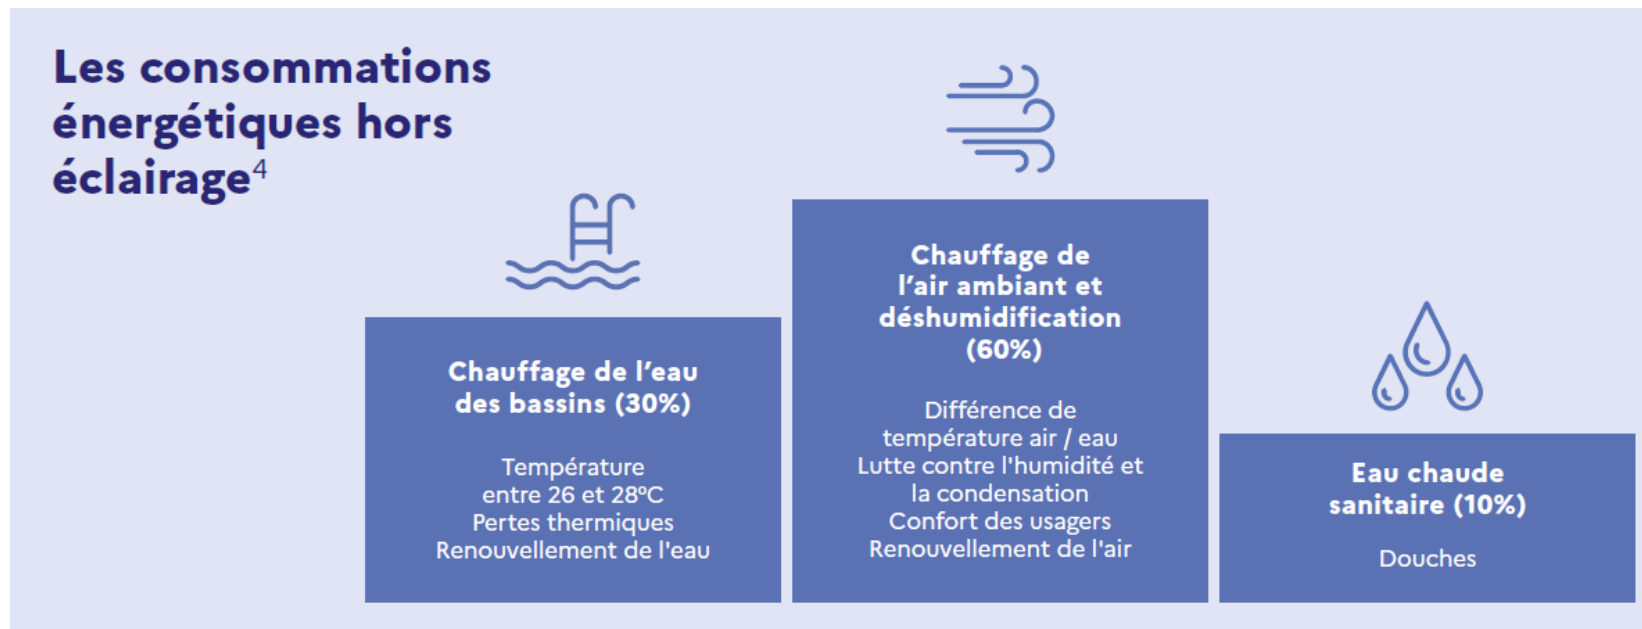 Les consommations
énergétiques hors
éclairage4
Chauffage de l'eau
des bassins (30%)
Température
entre 26 et 28ºC
Pertes thermiques
Renouvellement de l'eau
Chauffage de
l'air ambiant et
déshumidification
(60%)
Différence de
température air / eau
Lutte contre l'humidité et
la condensation
Confort des usagers
Renouvellement de l'air
Eau chaude
sanitaire (10%)
Douches